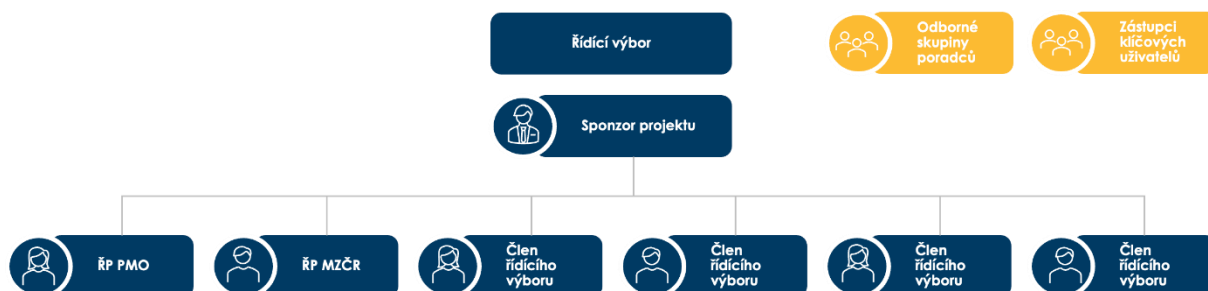 Řídící výbor
Odborné
skupiny
poradců
Zástupci
klíčových
uživatelů
Sponzor projektu
ŘP PMO
ŘP MZČR
Člen
řídícího
výboru
Člen
řídícího
výboru
Člen
řídícího
výboru
Člen
řídícího
výboru